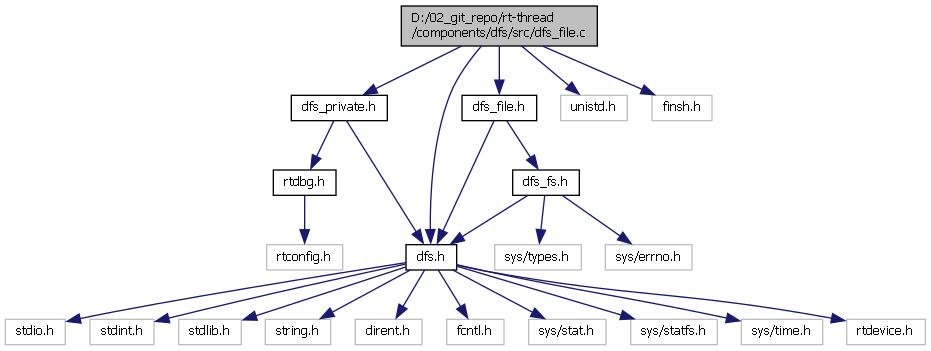 D:/02_git_repo/rt-thread
/components/dfs/src/dfs_file.c
dfs_private.h
dfs_file.h
unistd.h
finsh.h
rtdbg.h
dfs_fs.h
rtconfig.h
dfs.h
sys/types.h
sys/errno.h
stdio.h
stdint.h
stdlib.h
string.h
dirent.h
fcntl.h
sys/stat.h
sys/statfs.h
sys/time.h
rtdevice.h